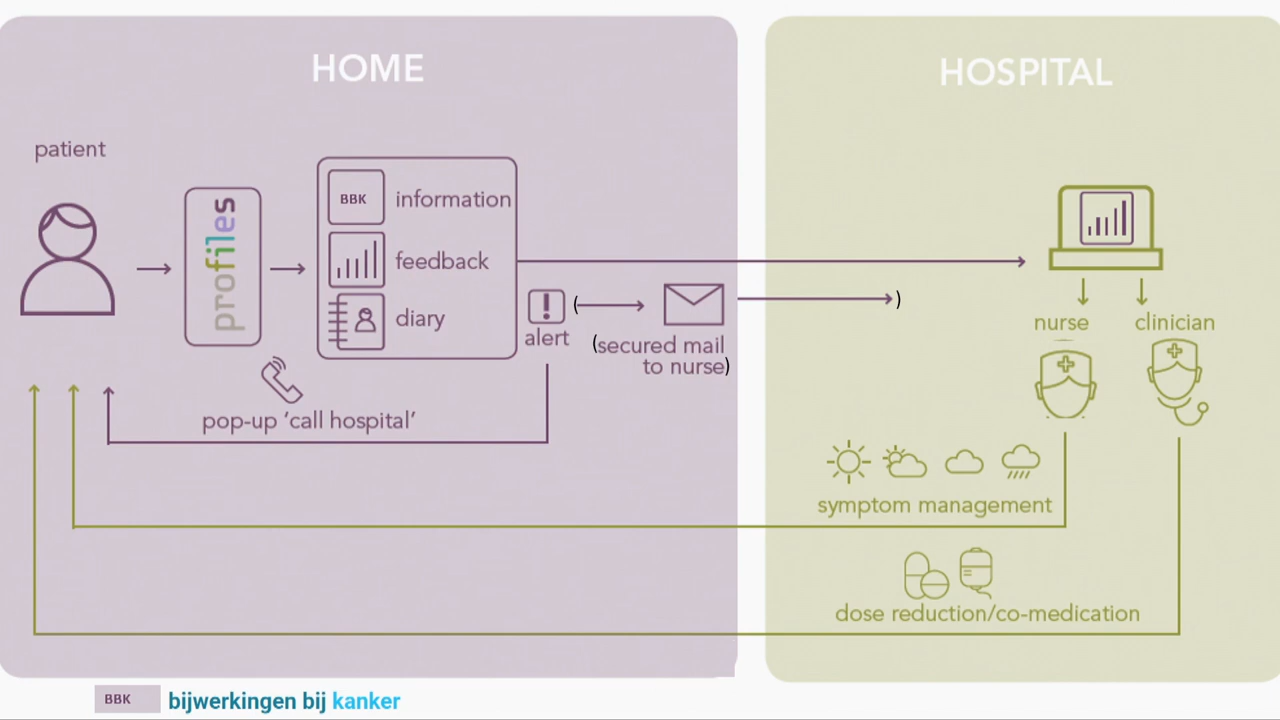 HOME
HOSPITAL
patient
profiles
BBK information
feedback
diary
!
alert
(
)
(secured mail
to nurse)
pop-up ‘call hospital’
nurse
clinician
symptom management
dose reduction/co-medication
BBK bijwerkingen bij kanker